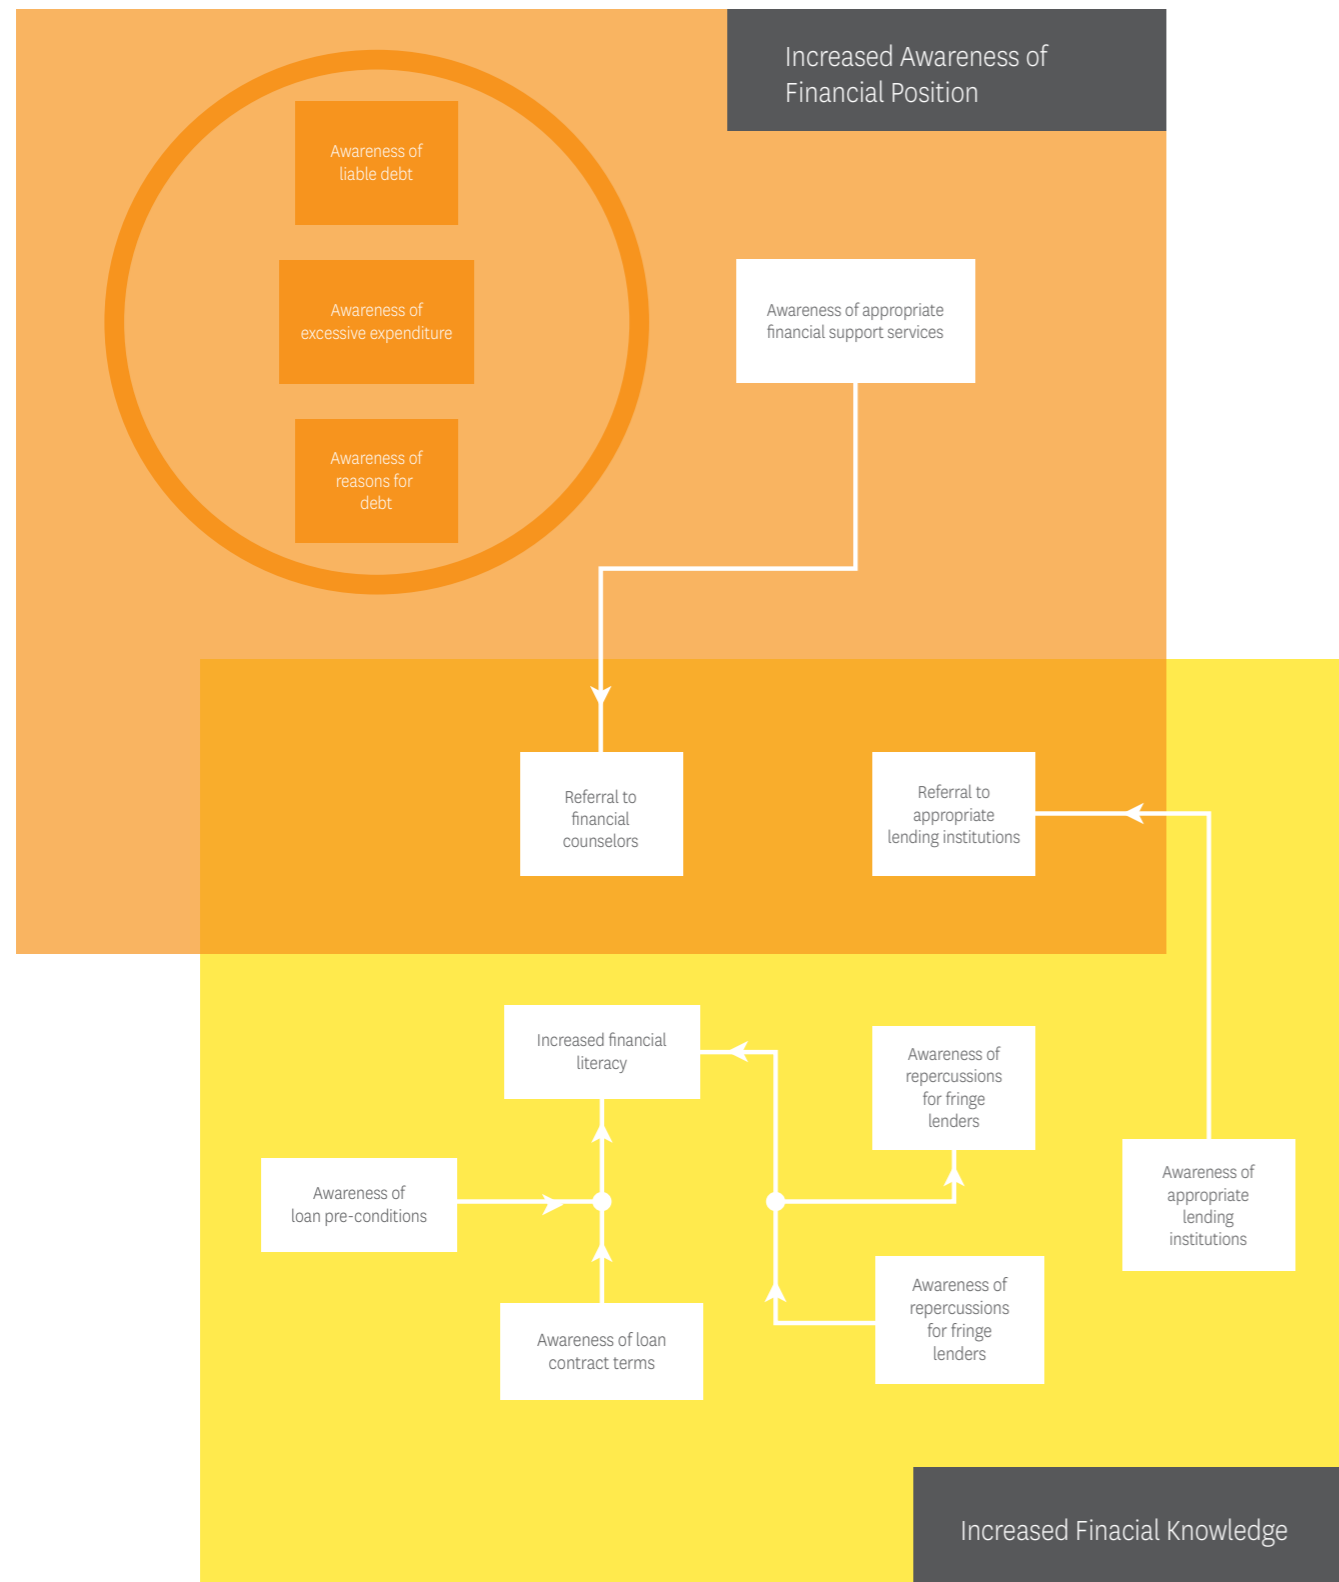 Increased Awareness of
Financial Position
Awareness of
liable debt
Awareness of
excessive expenditure
Awareness of
reasons for
debt
Awareness of appropriate
financial support services
Referral to
financial
counselors
Referral to
appropriate
lending institutions
Increased financial
literacy
Awareness of
repercussions
for fringe
lenders
Awareness of
loan pre-conditions
Awareness of
appropriate
lending
institutions
Awareness of loan
contract terms
Awareness of
repercussions
for fringe
lenders
Increased Finacial Knowledge